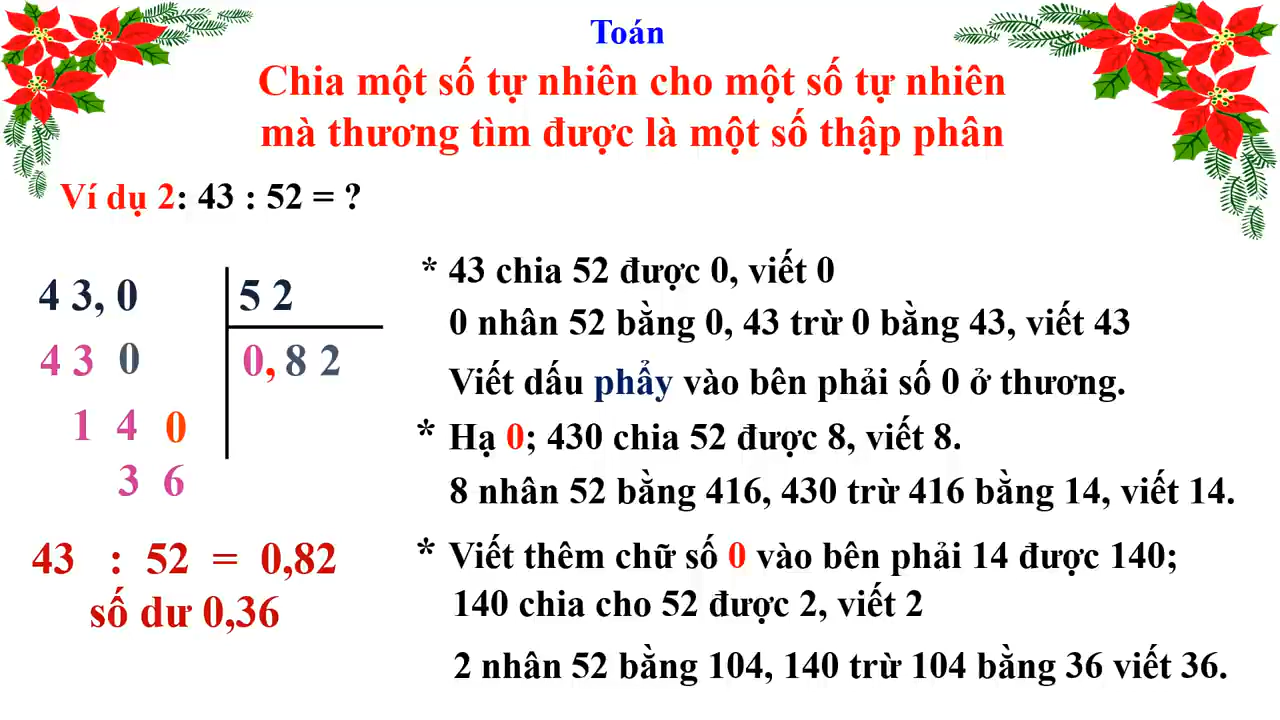 Toán
Chia một số tự nhiên cho một số tự nhiên
mà thương tìm được là một số thập phân
Ví dụ 2: 43 : 52 = ?
4 3, 0 5 2
4 3 0 0, 8 2
1 4 0
3 6
43 : 52 = 0,82
số dư 0,36
* 43 chia 52 được 0, viết 0
0 nhân 52 bằng 0, 43 trừ 0 bằng 43, viết 43
Viết dấu phẩy vào bên phải số 0 ở thương.
* Hạ 0; 430 chia 52 được 8, viết 8.
8 nhân 52 bằng 416, 430 trừ 416 bằng 14, viết 14.
* Viết thêm chữ số 0 vào bên phải 14 được 140;
140 chia cho 52 được 2, viết 2
2 nhân 52 bằng 104, 140 trừ 104 bằng 36 viết 36.